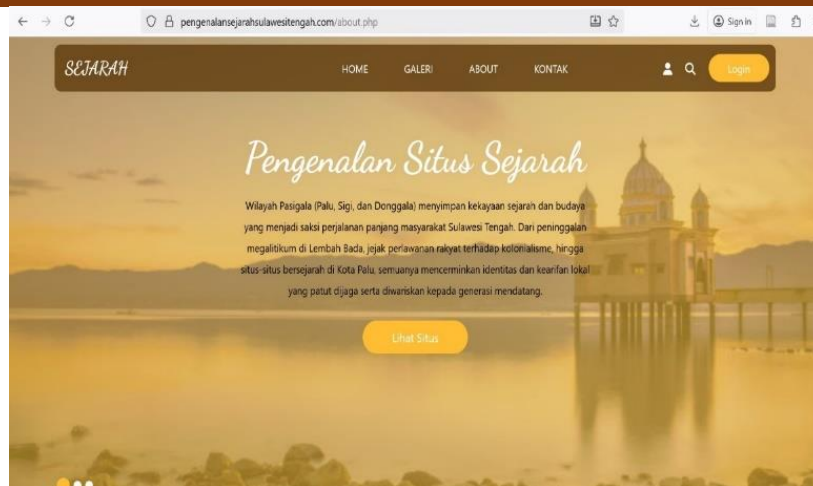 pengenalansejarahsulawesitengah.com/about.php
Sign in
SEJARAH
HOME GALERI ABOUT KONTAK
Login
Pengenalan Situs Sejarah
Wilayah Pasigala (Palu, Sigi, dan Donggala) menyimpan kekayaan sejarah dan budaya
yang menjadi saksi perjalanan panjang masyarakat Sulawesi Tengah. Dari peninggalan
megalitikum di Lembah Bada, jejak perlawanan rakyat terhadap kolonialisme, hingga
situs-situs bersejarah di Kota Palu, semuanya mencerminkan identitas dan kearifan lokal
yang patut dijaga serta diwariskan kepada generasi mendatang.
Lihat Situs